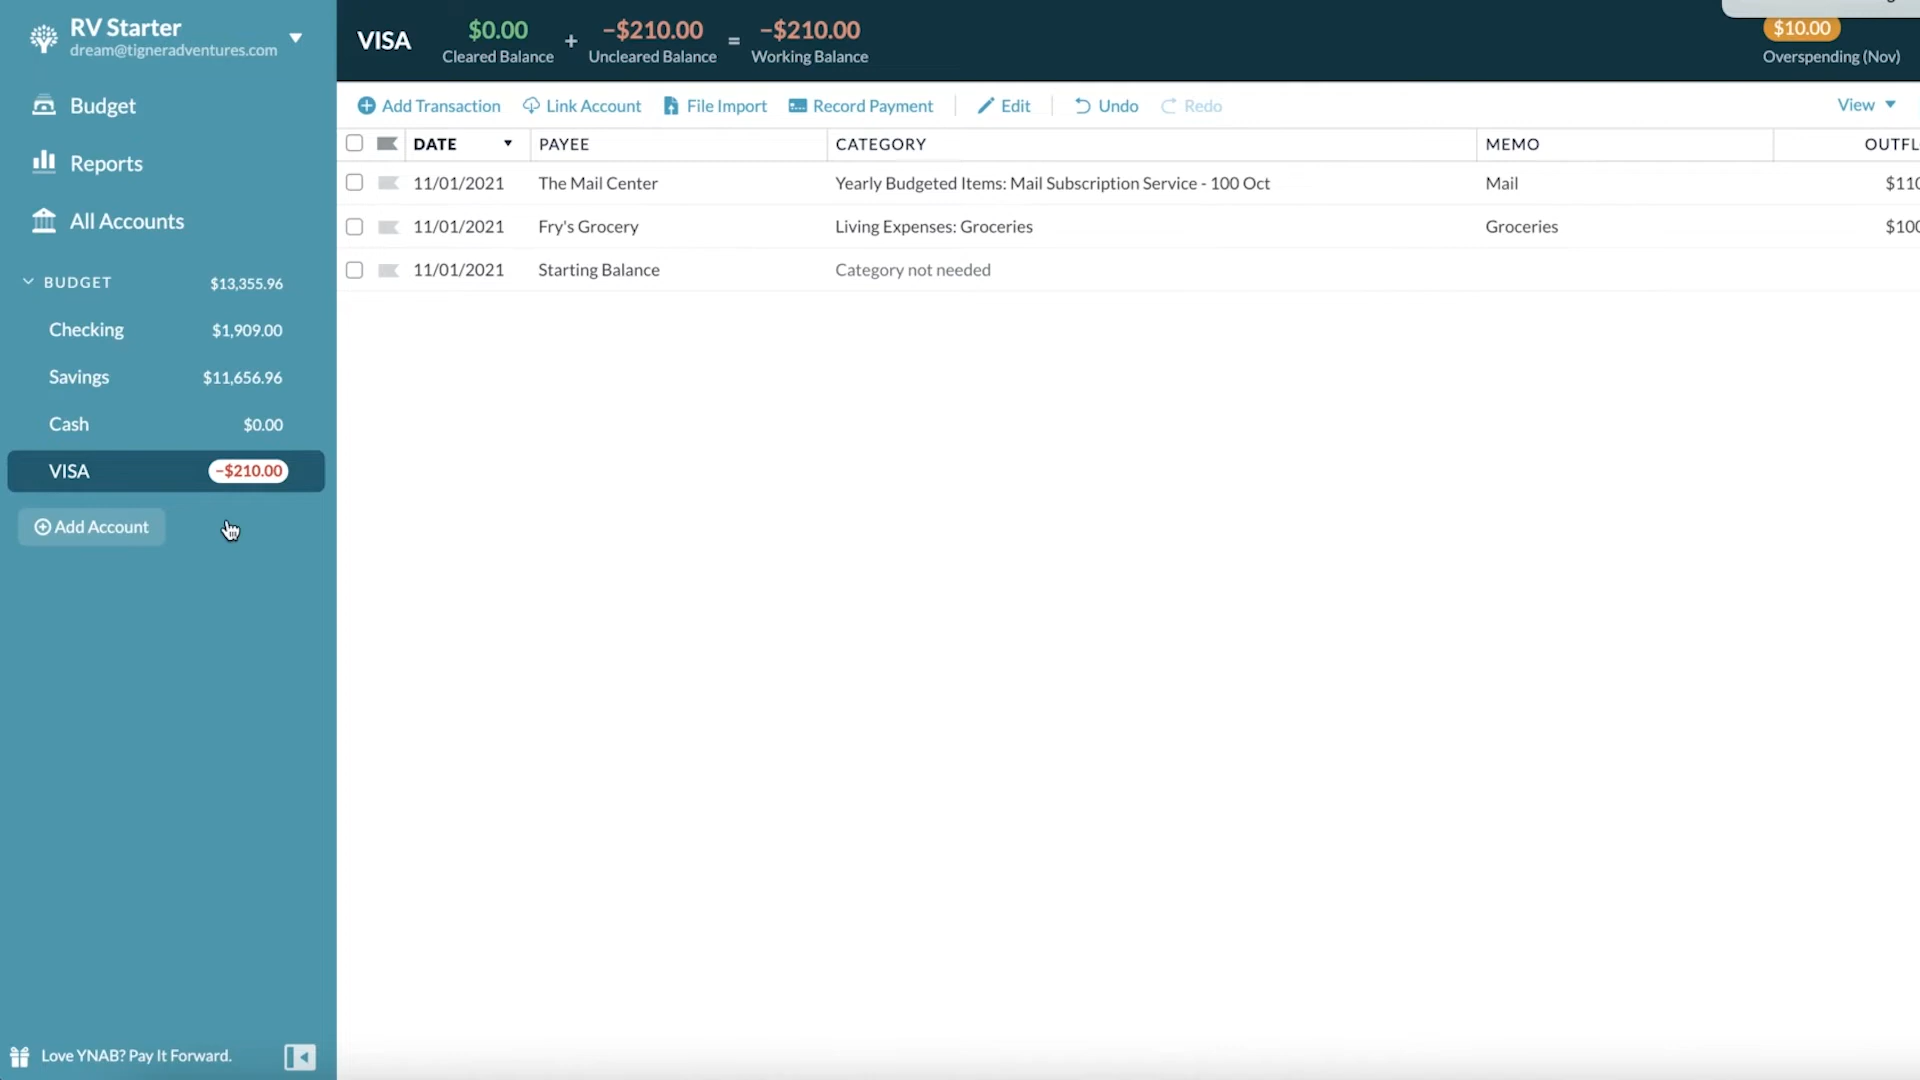 RV Starter
dream@tigneradventures.com
Budget
Reports
All Accounts
BUDGET $13,355.96
Checking $1,909.00
Savings $11,656.96
Cash $0.00
VISA −$210.00
Add Account
Love YNAB? Pay It Forward.
VISA
$0.00 + −$210.00 = −$210.00
Cleared Balance Uncleared Balance Working Balance
$10.00
Overspending (Nov)
Add Transaction Link Account File Import Record Payment Edit Undo Redo View
DATE PAYEE CATEGORY MEMO OUTFL
11/01/2021 The Mail Center Yearly Budgeted Items: Mail Subscription Service - 100 Oct Mail $110
11/01/2021 Fry's Grocery Living Expenses: Groceries Groceries $100
11/01/2021 Starting Balance Category not needed